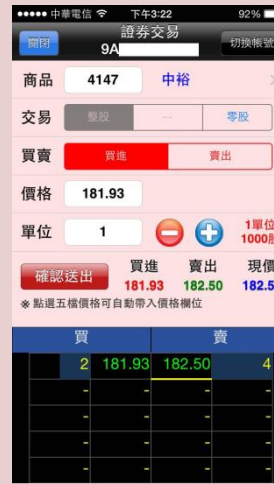 中華電信 下午3:22 92%
關閉 證券交易 切換帳號
9A
商品 4147 中裕
交易 整股 -- 零股
買賣 買進 賣出
價格 181.93
單位 1 1單位
1000股
確認送出 買進 賣出 現價
181.93 182.50 182.5
※ 點選五檔價格可自動帶入價格欄位
買 賣
2 181.93 182.50 4
- - - -
- - - -
- - - -
- - - -